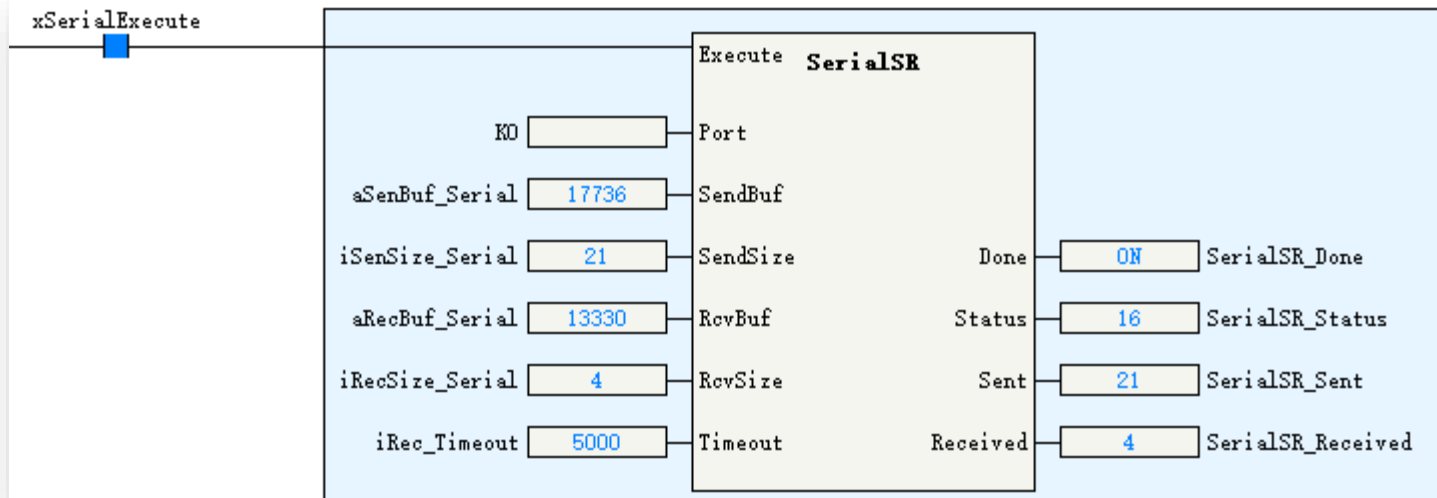 xSerialExecute
Execute SerialSR
K0 Port
aSenBuf_Serial 17736 SendBuf
iSenSize_Serial 21 SendSize Done ON SerialSR_Done
aRecBuf_Serial 13330 RcvBuf Status 16 SerialSR_Status
iRecSize_Serial 4 RcvSize Sent 21 SerialSR_Sent
iRec_Timeout 5000 Timeout Received 4 SerialSR_Received